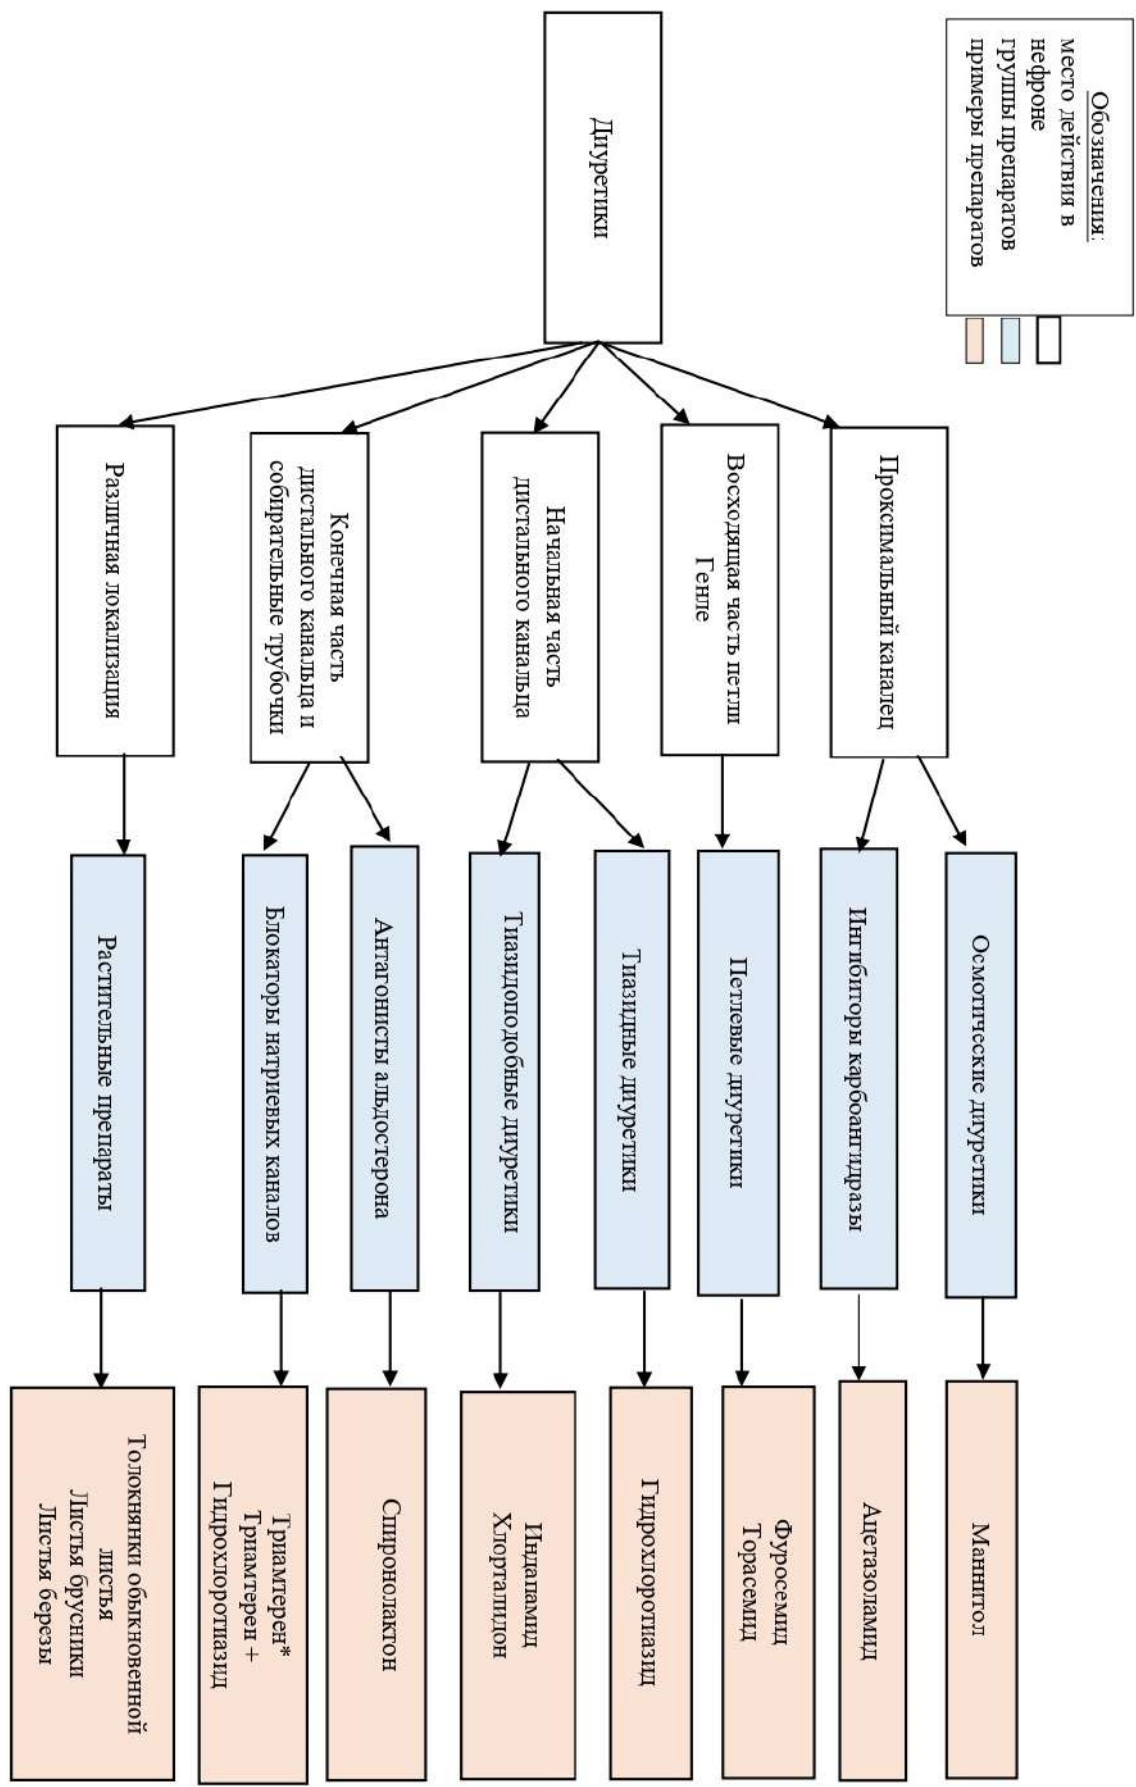 Обозначения:
место действия в
нефроне
группы препаратов
примеры препаратов
Диуретики
Проксимальный каналец
Восходящая часть петли
Генле
Начальная часть
дистального канальца
Конечная часть
дистального канальца и
собирательные трубочки
Различная локализация
Осмотические диуретики
Ингибиторы карбоангидразы
Петлевые диуретики
Тиазидные диуретики
Тиазидоподобные диуретики
Антагонисты альдостерона
Блокаторы натриевых каналов
Растительные препараты
Маннитол
Ацетазоламид
Фуросемид
Торасемид
Гидрохлоротиазид
Индапамид
Хлорталидон
Спиронолактон
Триамтерен*
Триамтерен +
Гидрохлоротиазид
Толокнянки обыкновенной
листья
Листья брусники
Листья березы